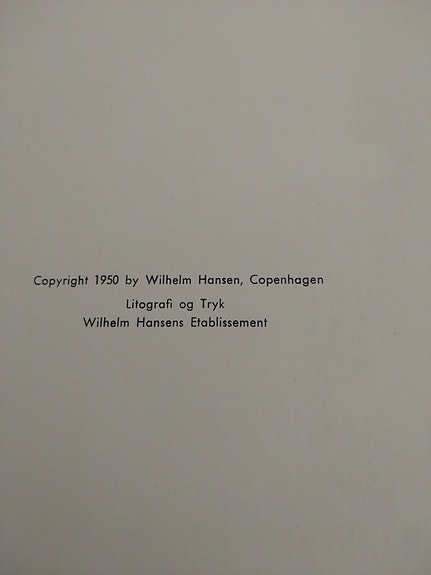 Copyright 1950 by Wilhelm Hansen, Copenhagen
Litografi og Tryk
Wilhelm Hansens Etablissement